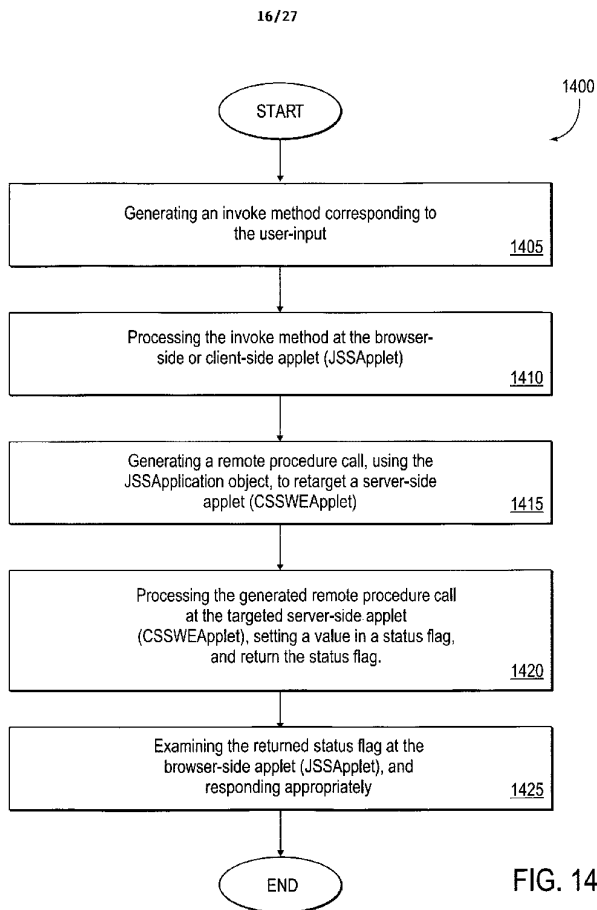 16/27
START
1400
Generating an invoke method corresponding to
the user-input
1405
Processing the invoke method at the browser-
side or client-side applet (JSSApplet)
1410
Generating a remote procedure call, using the
JSSApplication object, to retarget a server-side
applet (CSSWEApplet)
1415
Processing the generated remote procedure call
at the targeted server-side applet
(CSSWEApplet), setting a value in a status flag,
and return the status flag.
1420
Examining the returned status flag at the
browser-side applet (JSSApplet), and
responding appropriately
1425
END
FIG. 14